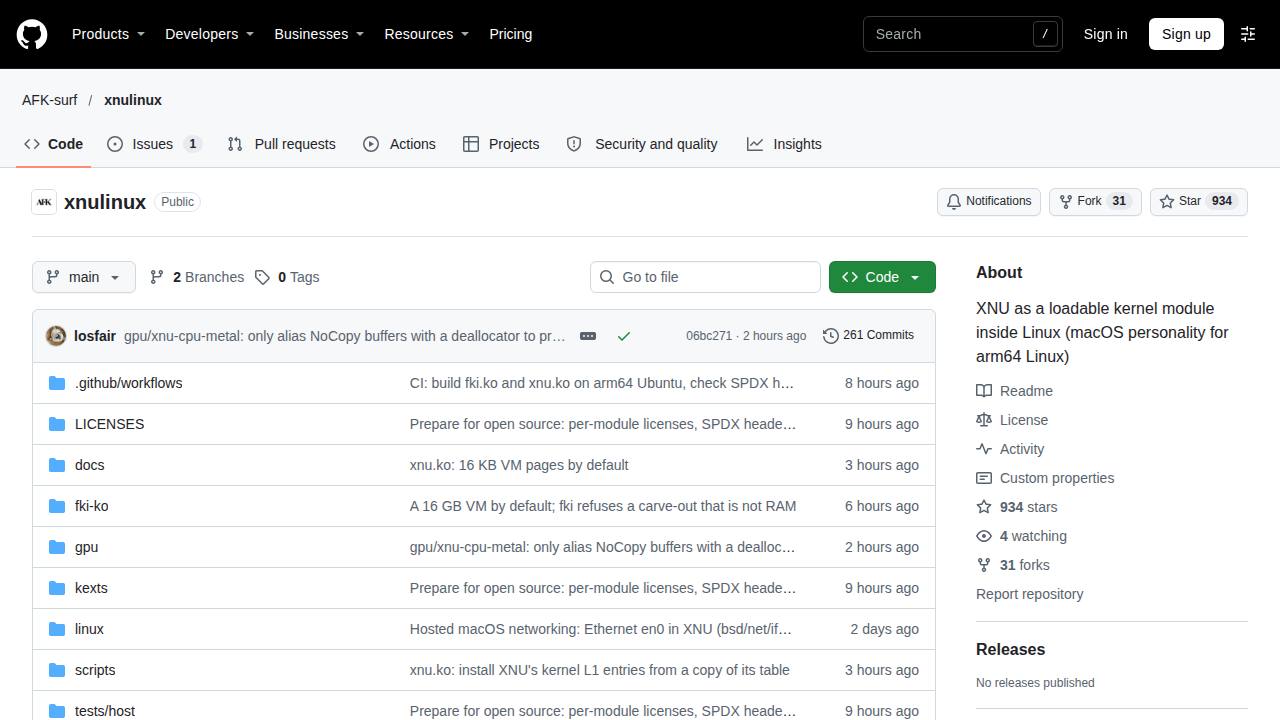 Products Developers Businesses Resources Pricing Search / Sign in Sign up
AFK-surf / xnulinux
Code Issues 1 Pull requests Actions Projects Security and quality Insights
AFK xnulinux Public Notifications Fork 31 Star 934
main 2 Branches 0 Tags Go to file Code
losfair gpu/xnu-cpu-metal: only alias NoCopy buffers with a deallocator to pr… 06bc271 · 2 hours ago 261 Commits
.github/workflows CI: build fki.ko and xnu.ko on arm64 Ubuntu, check SPDX h… 8 hours ago
LICENSES Prepare for open source: per-module licenses, SPDX heade… 9 hours ago
docs xnu.ko: 16 KB VM pages by default 3 hours ago
fki-ko A 16 GB VM by default; fki refuses a carve-out that is not RAM 6 hours ago
gpu gpu/xnu-cpu-metal: only alias NoCopy buffers with a dealloc… 2 hours ago
kexts Prepare for open source: per-module licenses, SPDX heade… 9 hours ago
linux Hosted macOS networking: Ethernet en0 in XNU (bsd/net/if… 2 days ago
scripts xnu.ko: install XNU's kernel L1 entries from a copy of its table 3 hours ago
tests/host Prepare for open source: per-module licenses, SPDX heade… 9 hours ago
About
XNU as a loadable kernel module
inside Linux (macOS personality for
arm64 Linux)
Readme
License
Activity
Custom properties
934 stars
4 watching
31 forks
Report repository
Releases
No releases published